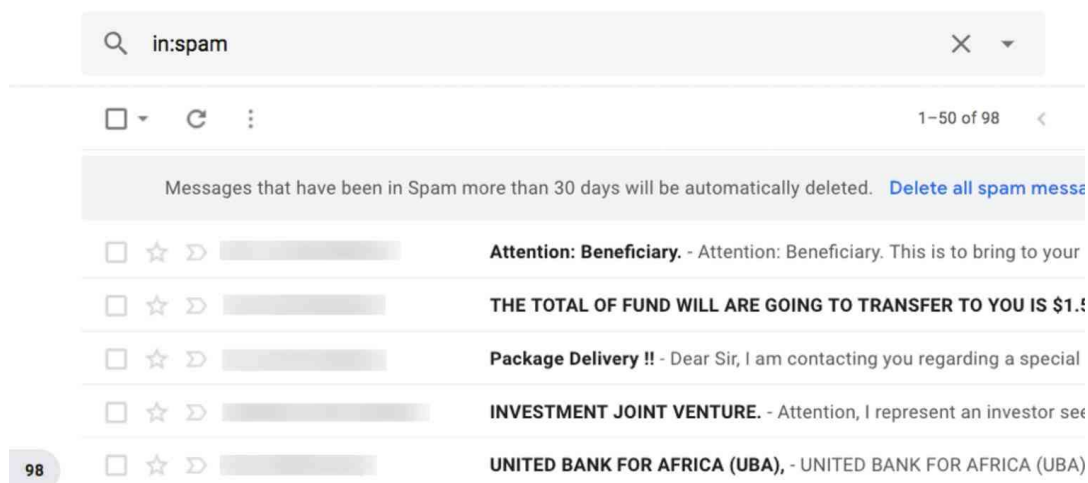 in:spam
1–50 of 98
Messages that have been in Spam more than 30 days will be automatically deleted. Delete all spam
Attention: Beneficiary. - Attention: Beneficiary. This is to bring to your
THE TOTAL OF FUND WILL ARE GOING TO TRANSFER TO YOU IS
Package Delivery !! - Dear Sir, I am contacting you regarding a special
INVESTMENT JOINT VENTURE. - Attention, I represent an investor
98
UNITED BANK FOR AFRICA (UBA), - UNITED BANK FOR AFRICA (UBA)